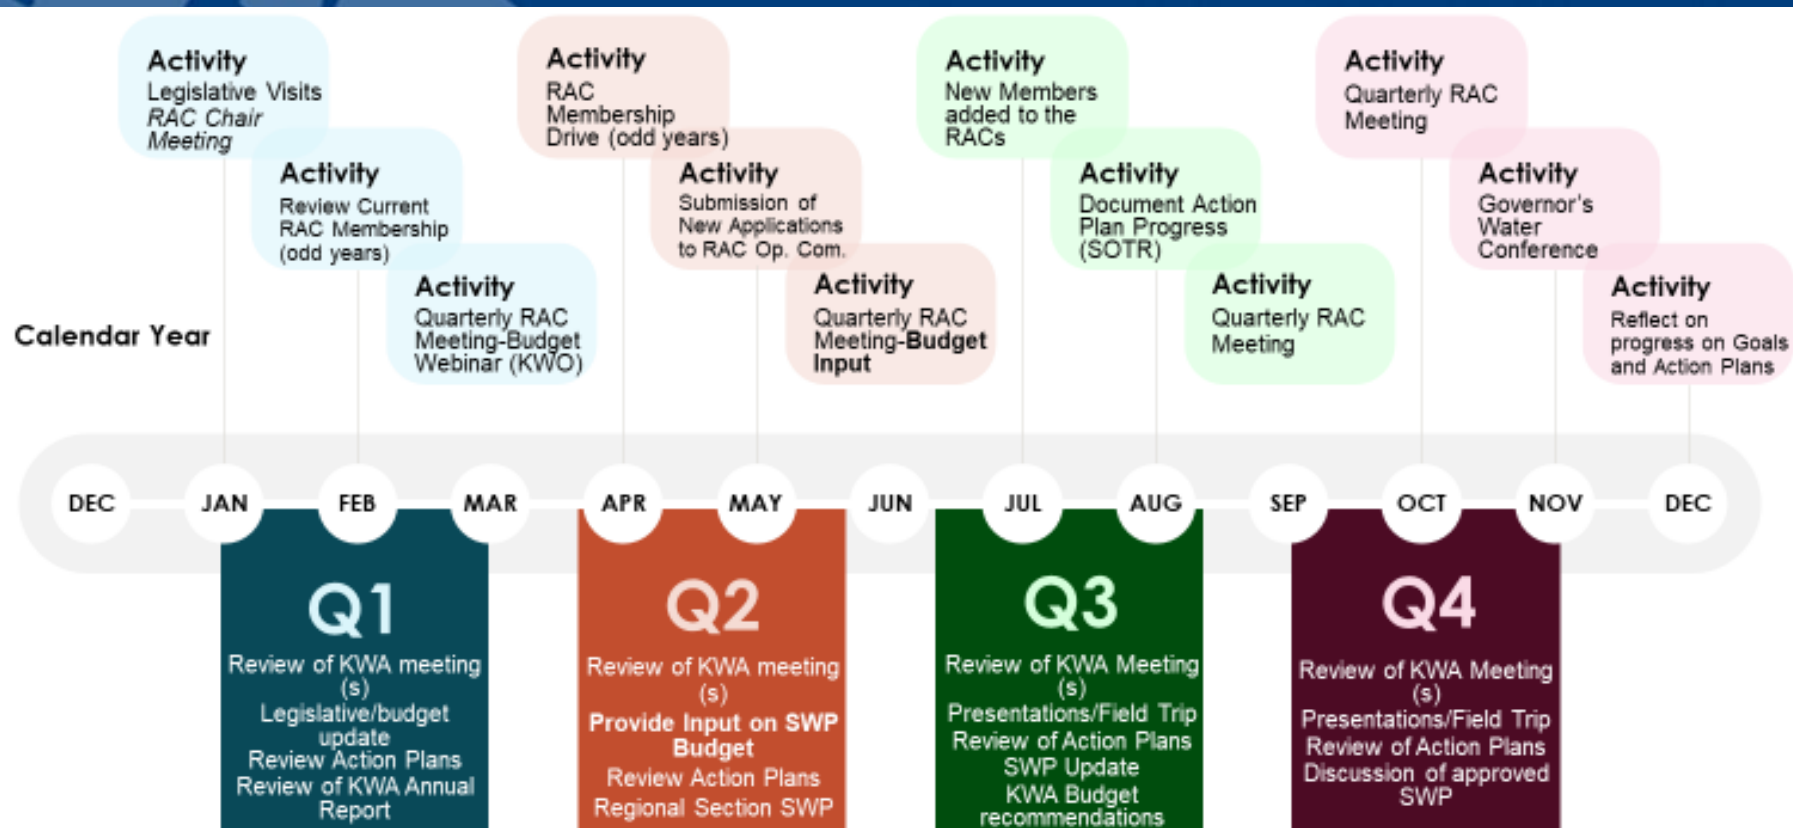 Activity
Legislative Visits
RAC Chair
Meeting
Activity
Review Current
RAC Membership
(odd years)
Activity
Quarterly RAC
Meeting-Budget
Webinar (KWO)
Activity
RAC
Membership
Drive (odd years)
Activity
Submission of
New Applications
to RAC Op. Com.
Activity
Quarterly RAC
Meeting-Budget
Input
Activity
New Members
added to the
RACs
Activity
Document Action
Plan Progress
(SOTR)
Activity
Quarterly RAC
Meeting
Activity
Quarterly RAC
Meeting
Activity
Governor's
Water
Conference
Activity
Reflect on
progress on Goals
and Action Plans
Calendar Year
DEC JAN FEB MAR APR MAY JUN JUL AUG SEP OCT NOV DEC
Q1
Review of KWA meeting
(s)
Legislative/budget
update
Review Action Plans
Review of KWA Annual
Report
Q2
Review of KWA meeting
(s)
Provide Input on SWP
Budget
Review Action Plans
Regional Section SWP
Q3
Review of KWA Meeting
(s)
Presentations/Field Trip
Review of Action Plans
SWP Update
KWA Budget
recommendations
Q4
Review of KWA Meeting
(s)
Presentations/Field Trip
Review of Action Plans
Discussion of approved
SWP